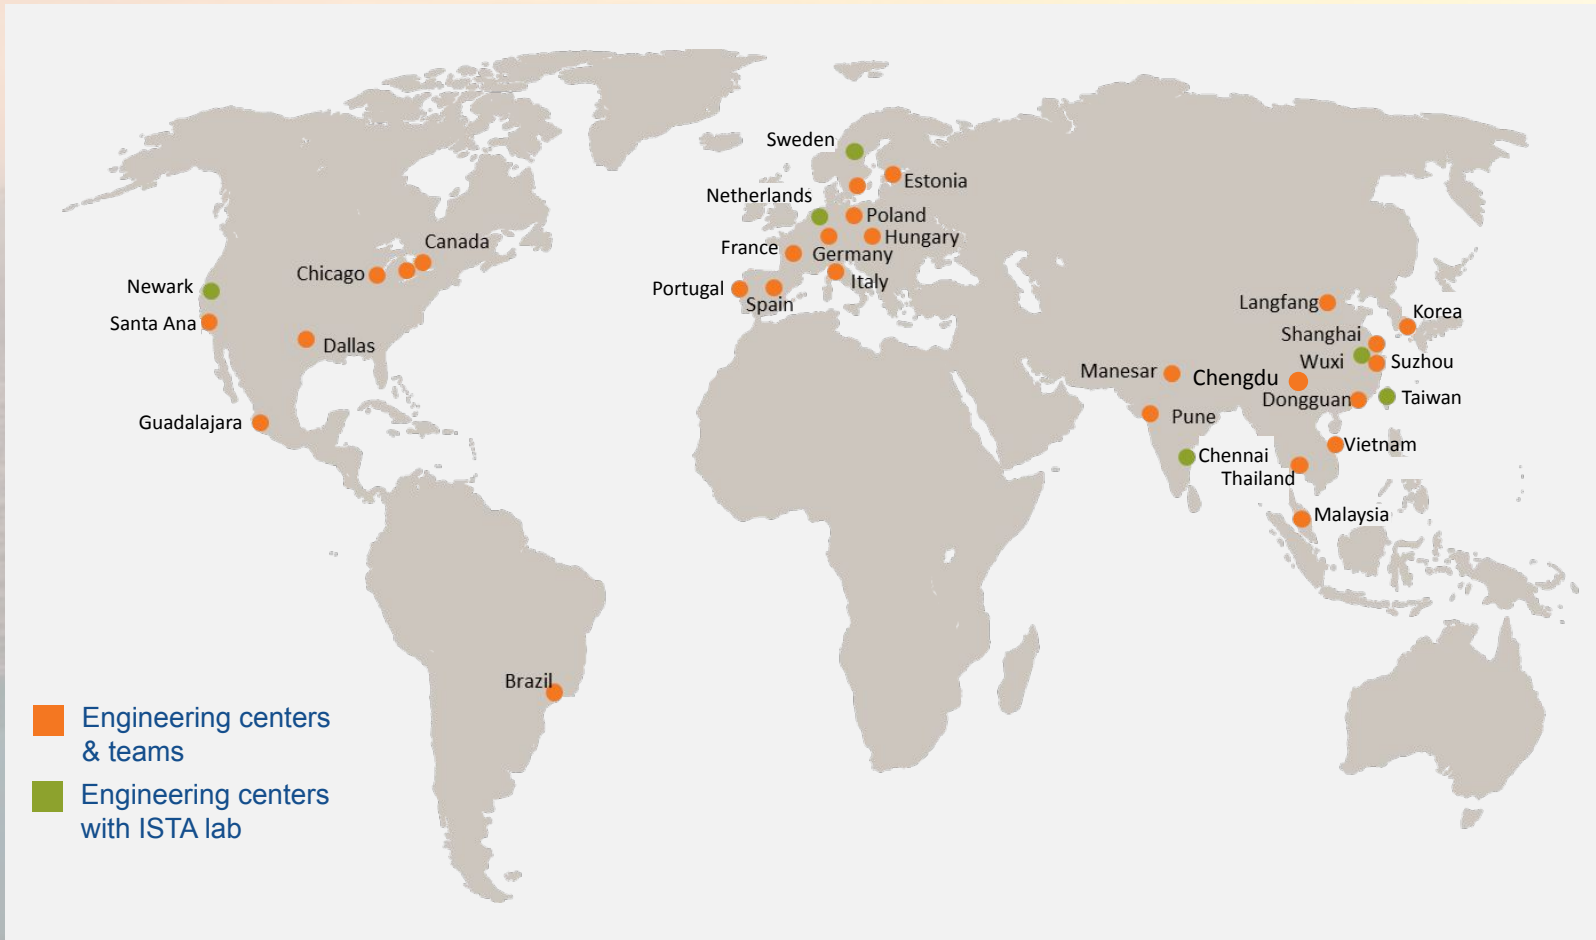 Sweden
Estonia
Netherlands
Poland
Hungary
France
Germany
Italy
Portugal
Spain
Canada
Chicago
Newark
Santa Ana
Dallas
Guadalajara
Brazil
Langfang
Korea
Shanghai
Wuxi
Suzhou
Manesar
Chengdu
Dongguan
Taiwan
Pune
Vietnam
Chennai
Thailand
Malaysia
Engineering centers
& teams
Engineering centers
with ISTA lab